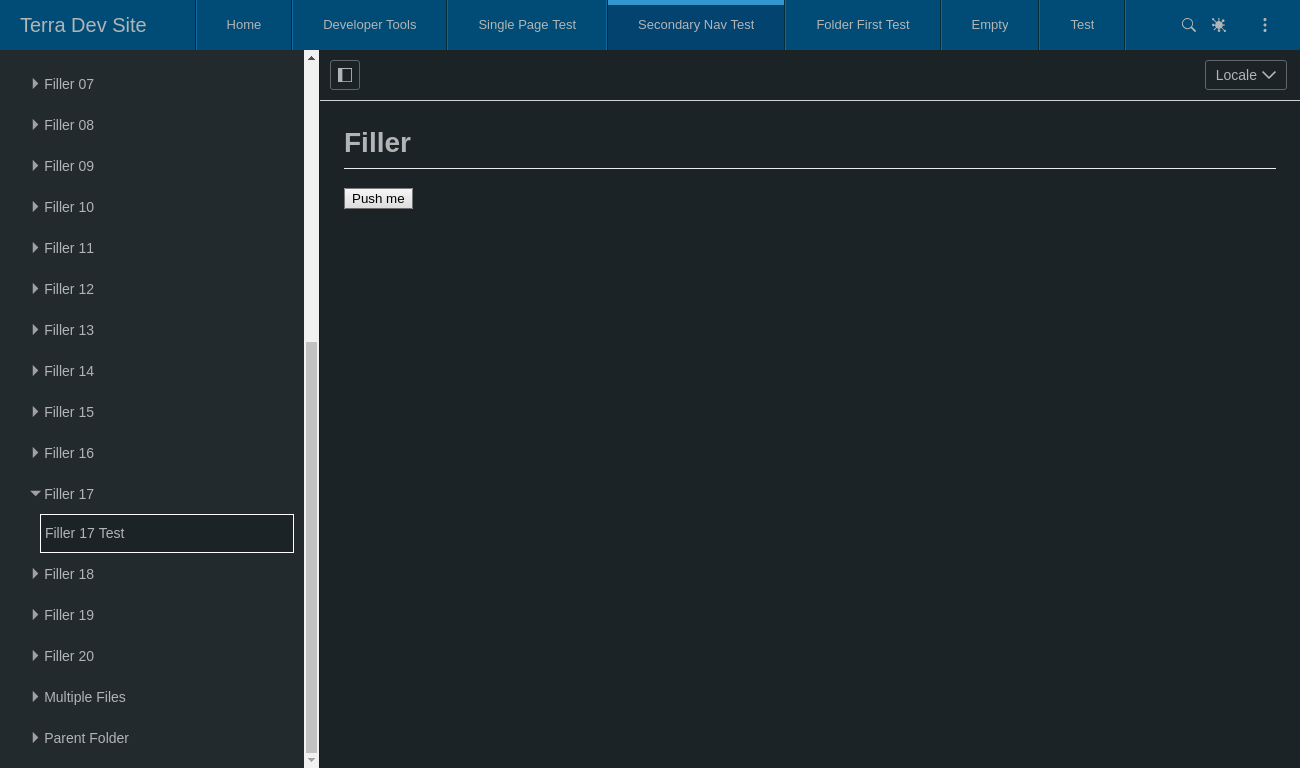 Terra Dev Site
Home
Developer Tools
Single Page Test
Secondary Nav Test
Folder First Test
Empty
Test
Filler 07
Filler 08
Filler 09
Filler 10
Filler 11
Filler 12
Filler 13
Filler 14
Filler 15
Filler 16
Filler 17
Filler 17 Test
Filler 18
Filler 19
Filler 20
Multiple Files
Parent Folder
Locale
Filler
Push me